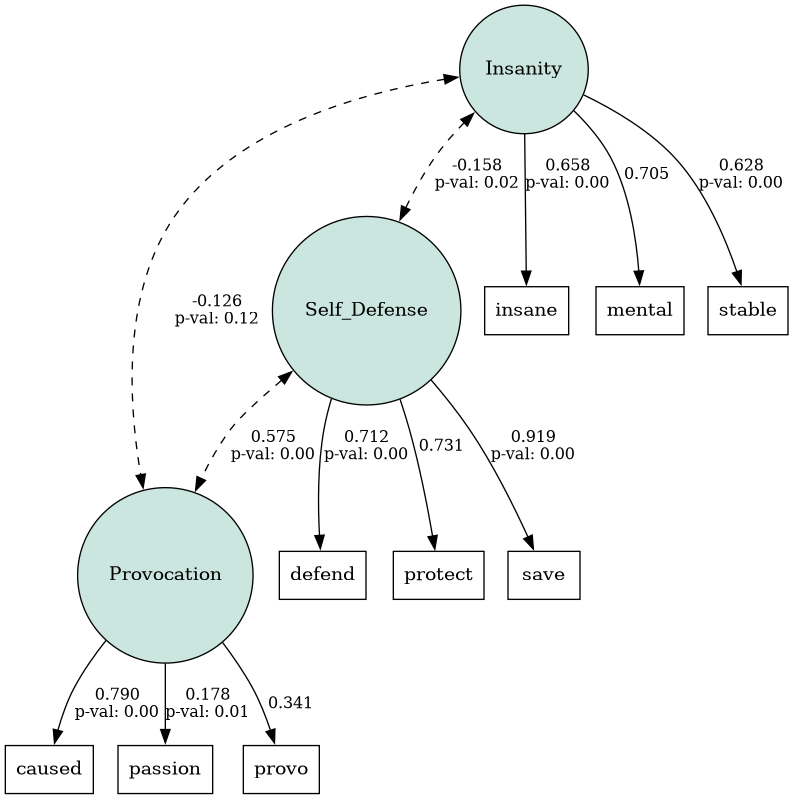 Insanity
-0.158
p-val: 0.02
0.658
p-val: 0.00
0.705
0.628
p-val: 0.00
-0.126
p-val: 0.12
Self_Defense
insane
mental
stable
0.575
p-val: 0.00
0.712
p-val: 0.00
0.731
0.919
p-val: 0.00
Provocation
defend
protect
save
0.790
p-val: 0.00
0.178
p-val: 0.01
0.341
caused
passion
provo